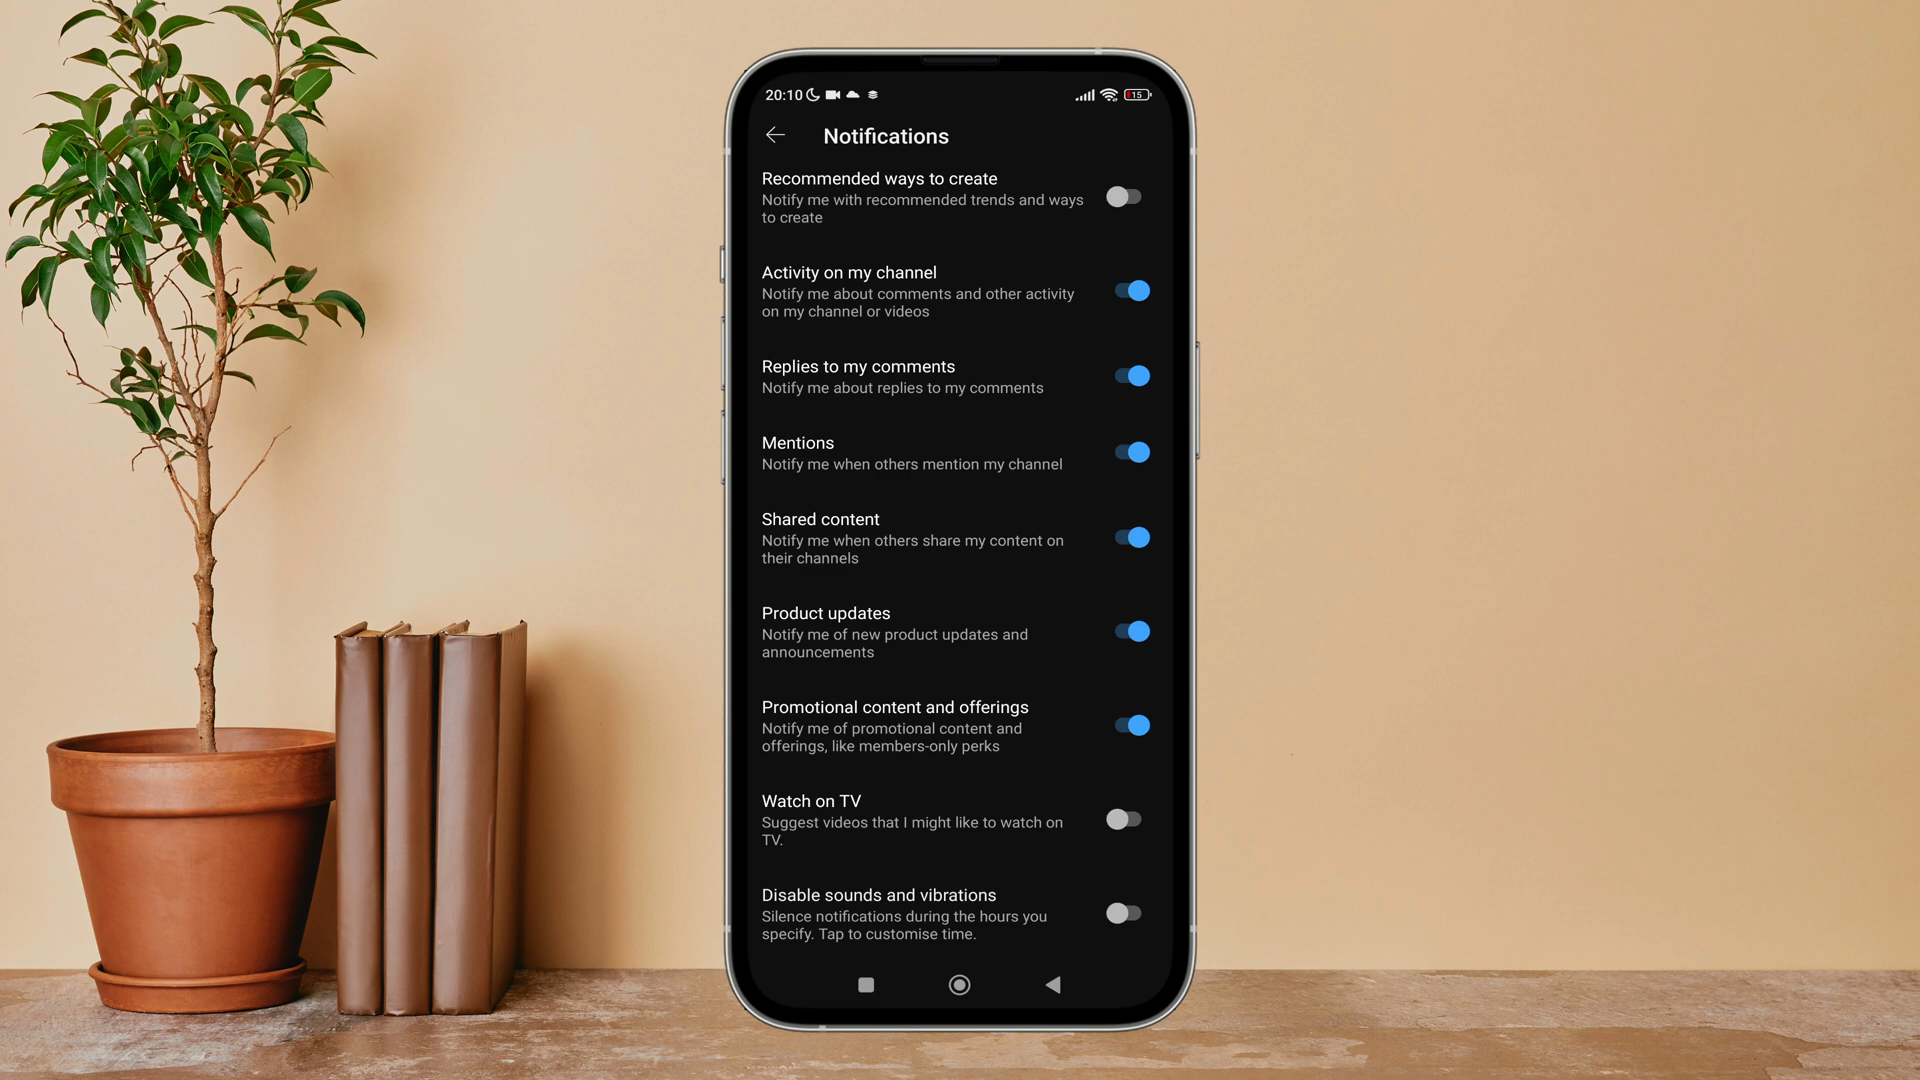 20:10
15
Notifications
Recommended ways to create
Notify me with recommended trends and ways
to create
Activity on my channel
Notify me about comments and other activity
on my channel or videos
Replies to my comments
Notify me about replies to my comments
Mentions
Notify me when others mention my channel
Shared content
Notify me when others share my content on
their channels
Product updates
Notify me of new product updates and
announcements
Promotional content and offerings
Notify me of promotional content and
offerings, like members-only perks
Watch on TV
Suggest videos that I might like to watch on
TV.
Disable sounds and vibrations
Silence notifications during the hours you
specify. Tap to customise time.